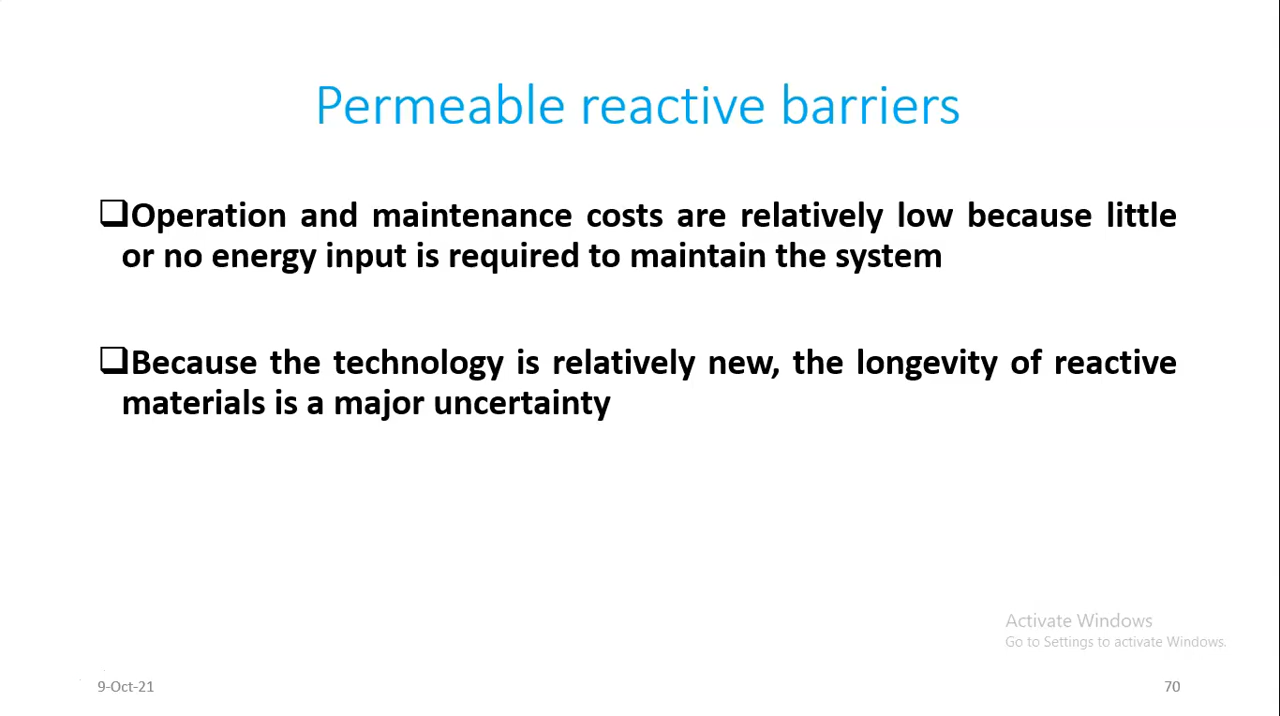 Permeable reactive barriers
❑Operation and maintenance costs are relatively low because little
or no energy input is required to maintain the system
❑Because the technology is relatively new, the longevity of reactive
materials is a major uncertainty
Activate Windows
Go to Settings to activate Windows.
9-Oct-21
70